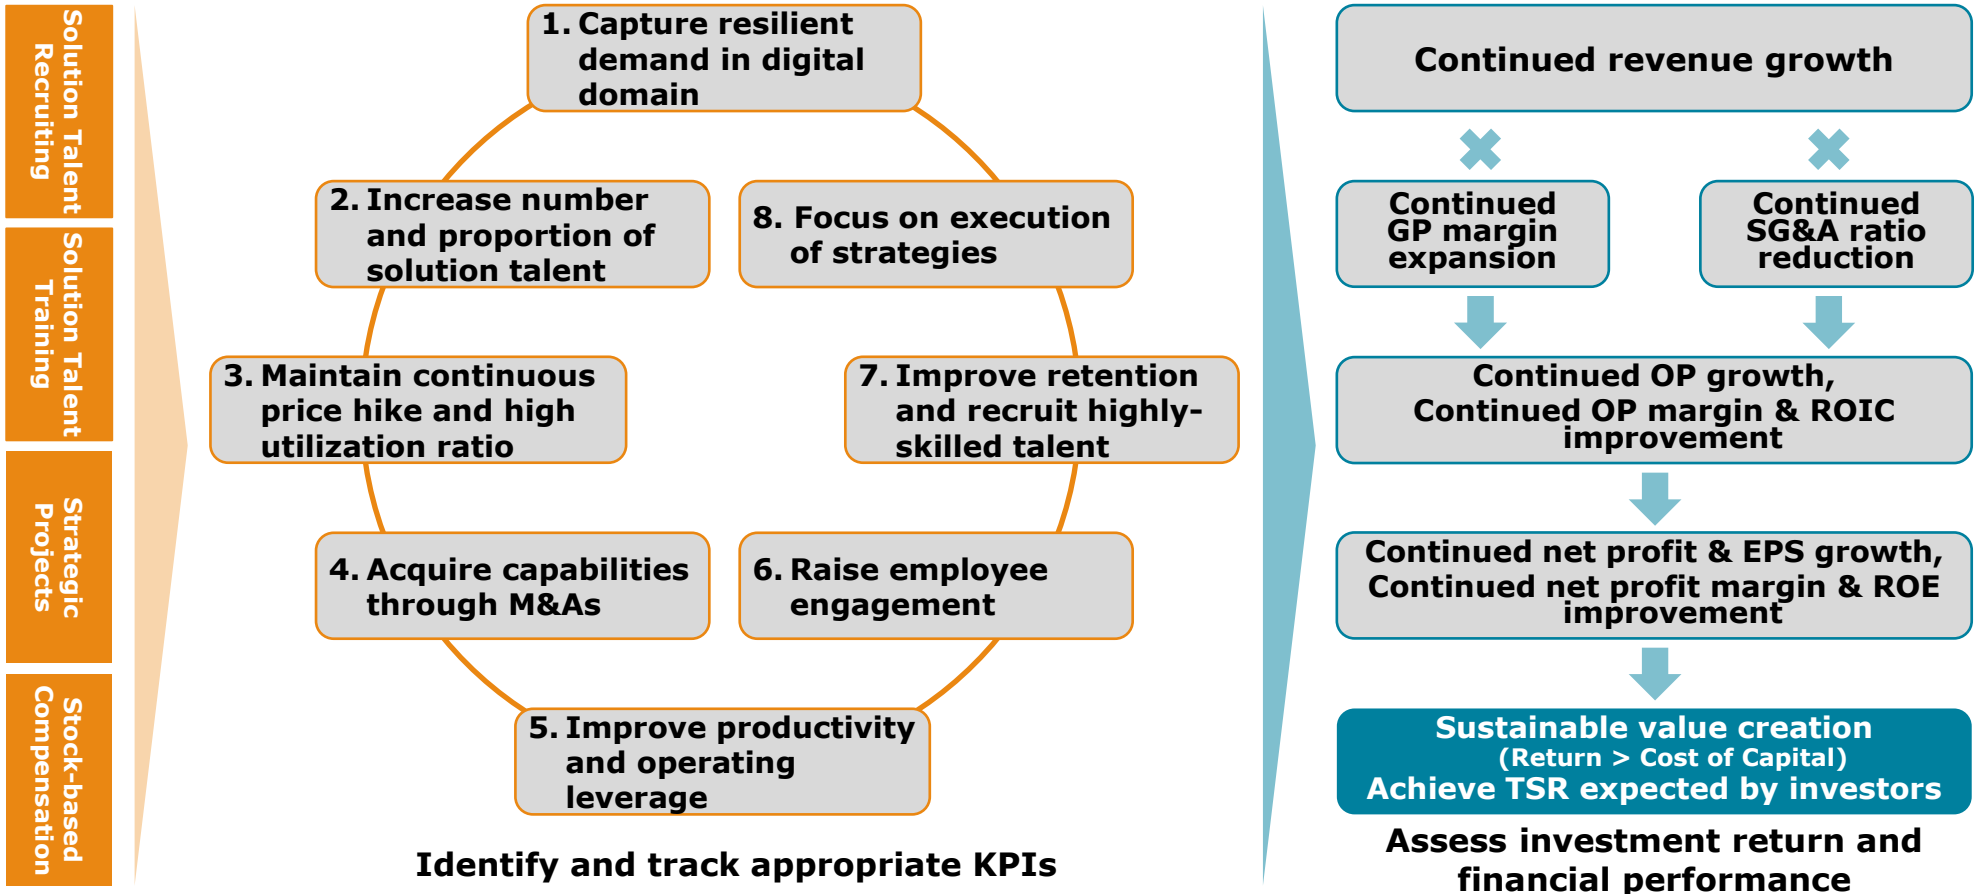 Solution Talent
Recruiting
Solution Talent
Training
Strategic
Projects
Stock-based
Compensation
1. Capture resilient
demand in digital
domain
2. Increase number
and proportion of
solution talent
3. Maintain continuous
price hike and high
utilization ratio
4. Acquire capabilities
through M&As
5. Improve productivity
and operating
leverage
6. Raise employee
engagement
7. Improve retention
and recruit highly-
skilled talent
8. Focus on execution
of strategies
Identify and track appropriate KPIs
Continued revenue growth
Continued
GP margin
expansion
Continued
SG&A ratio
reduction
Continued OP growth,
Continued OP margin & ROIC
improvement
Continued net profit & EPS growth,
Continued net profit margin & ROE
improvement
Sustainable value creation
(Return > Cost of Capital)
Achieve TSR expected by investors
Assess investment return and
financial performance